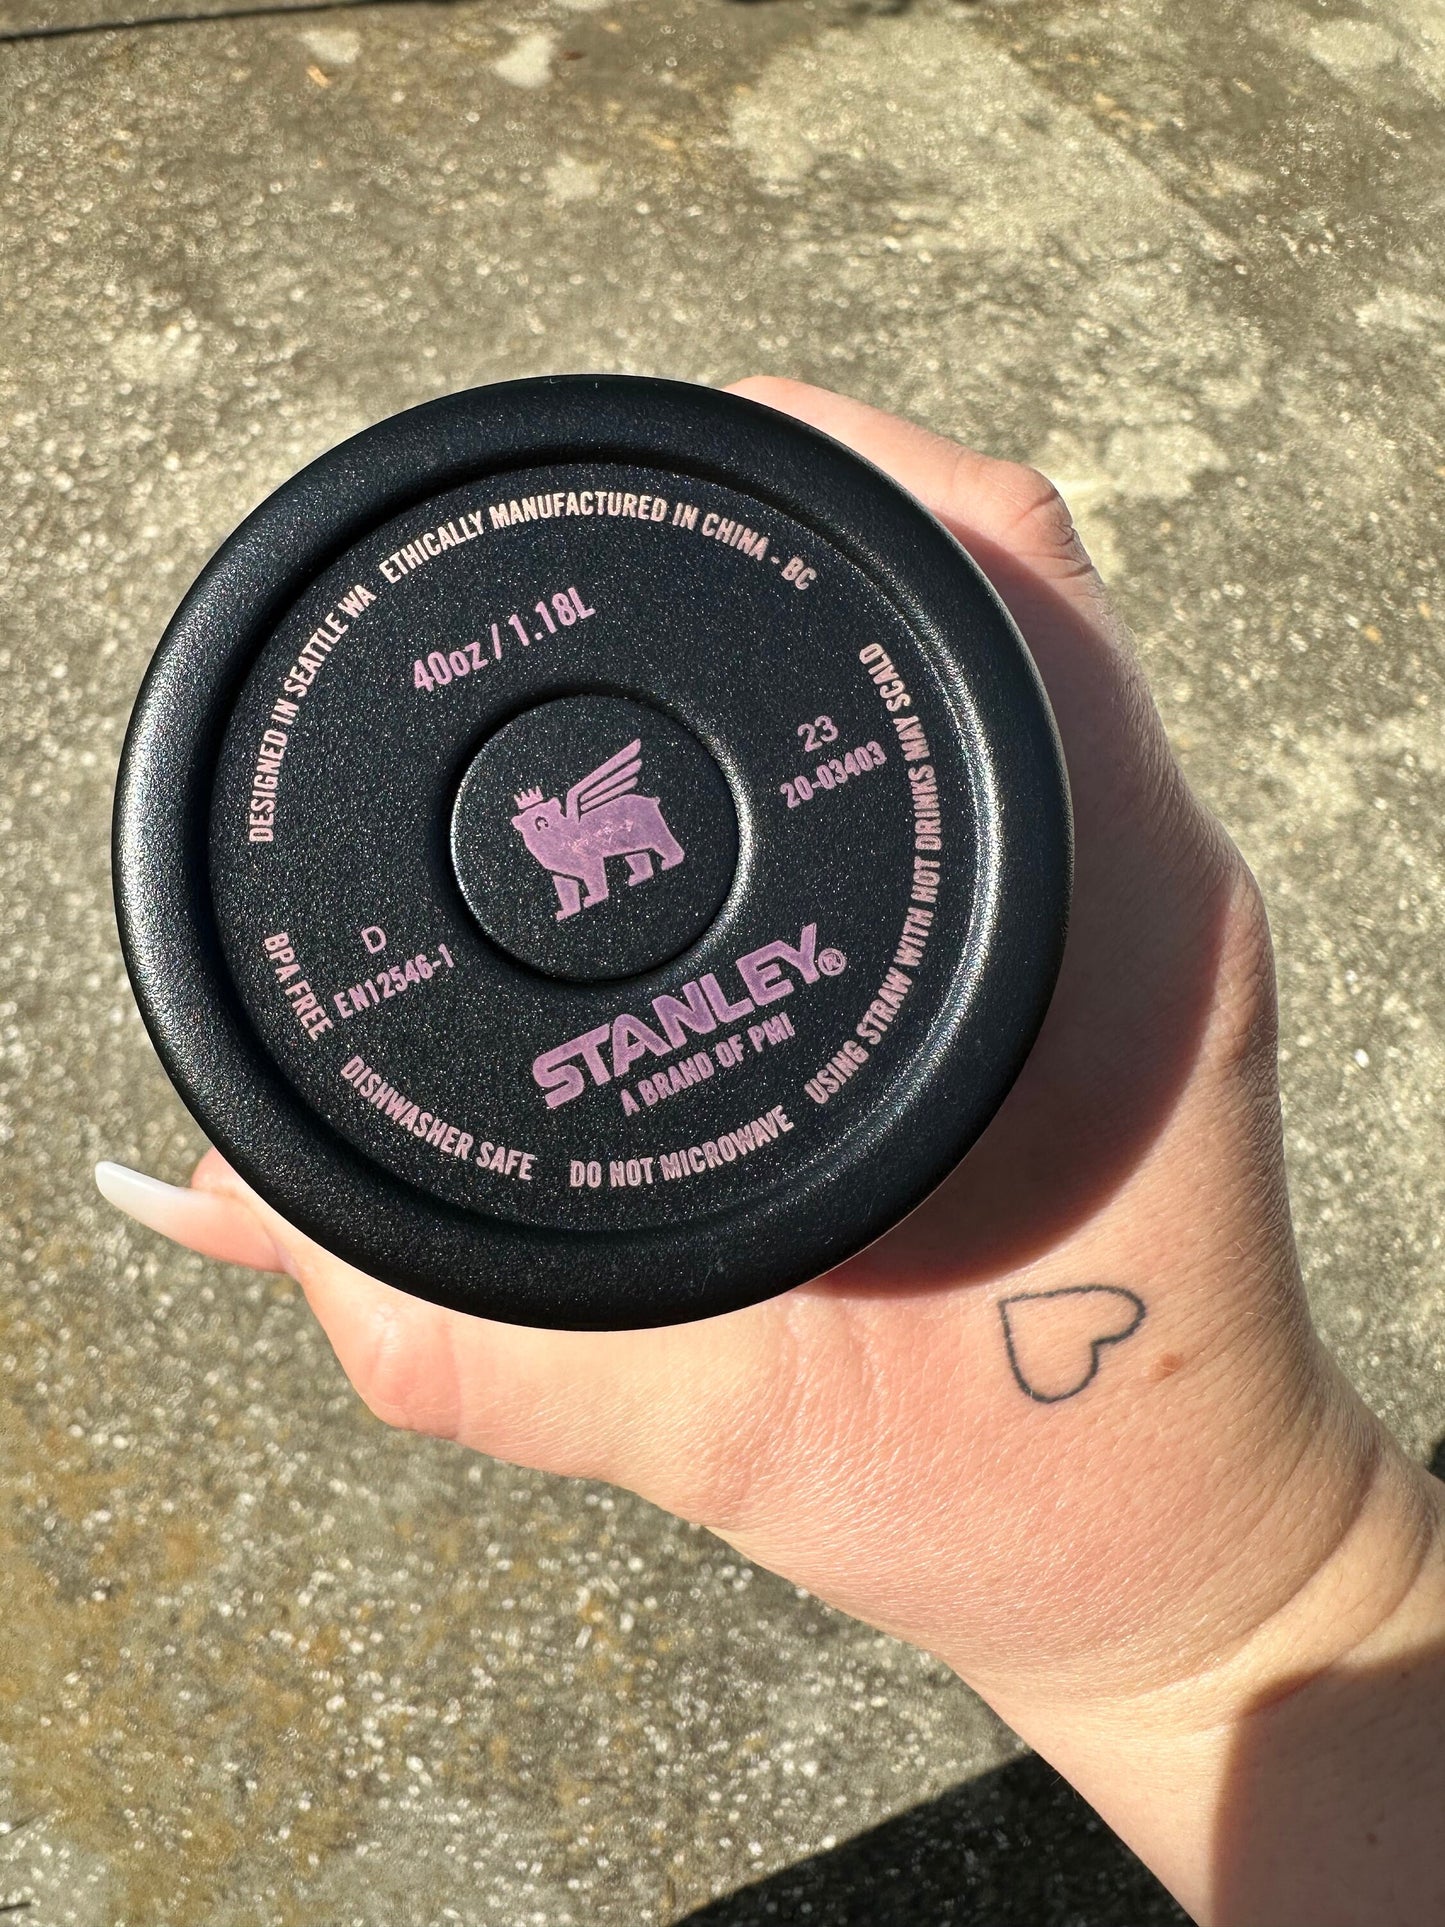 DESIGNED IN SEATTLE WA ETHICALLY MANUFACTURED IN CHINA - BC
40oz / 1.18L
23
20-03403
D
EN12546-1
STANLEY®
A BRAND OF PMI
BPA FREE DISHWASHER SAFE DO NOT MICROWAVE USING STRAW WITH HOT DRINKS MAY SCALD